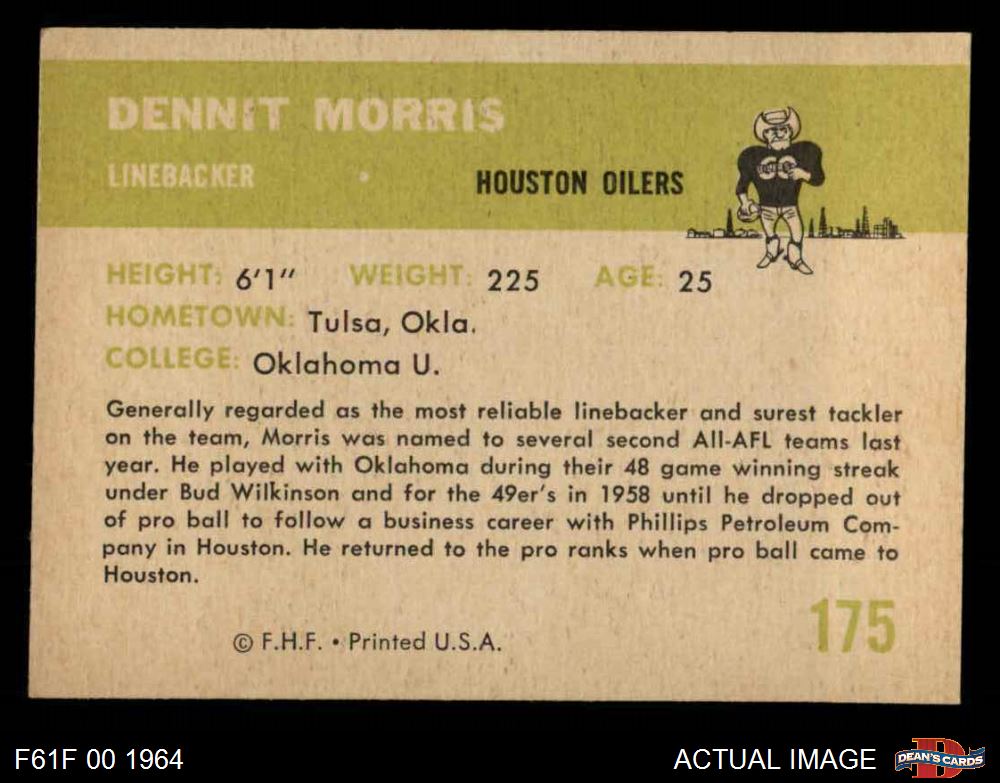 DENNIT MORRIS
LINEBACKER • HOUSTON OILERS
HEIGHT: 6'1" WEIGHT: 225 AGE: 25
HOMETOWN: Tulsa, Okla.
COLLEGE: Oklahoma U.
Generally regarded as the most reliable linebacker and surest tackler
on the team, Morris was named to several second All-AFL teams last
year. He played with Oklahoma during their 48 game winning streak
under Bud Wilkinson and for the 49er's in 1958 until he dropped out
of pro ball to follow a business career with Phillips Petroleum Com-
pany in Houston. He returned to the pro ranks when pro ball came to
Houston.
175
© F.H.F. • Printed U.S.A.
F61F 00 1964 ACTUAL IMAGE DEAN'S CARDS